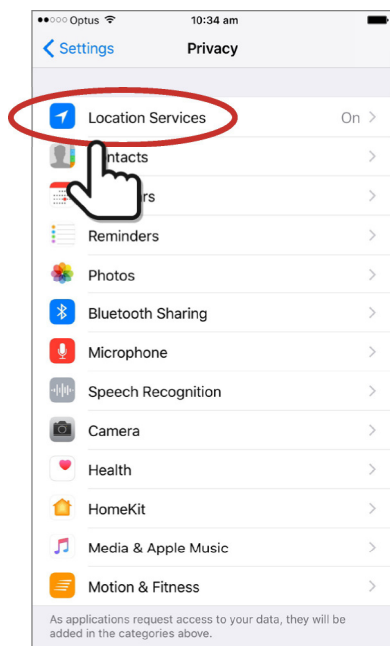 Optus 10:34 am
Settings Privacy
Location Services On
ntacts
rs
Reminders
Photos
Bluetooth Sharing
Microphone
Speech Recognition
Camera
Health
HomeKit
Media & Apple Music
Motion & Fitness
As applications request access to your data, they will be
added in the categories above.